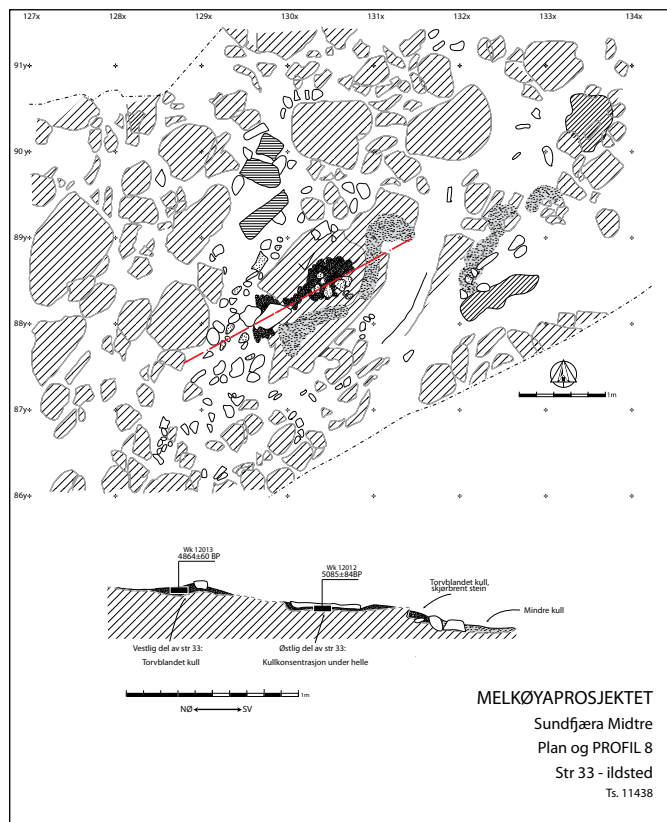 127x 128x 129x 130x 131x 132x 133x 134x
91y
90y
89y
88y
1m
87y
86y
Wk 12013
4864±60 BP
Wk 12012
5085±84BP
Torvblandet kull,
skjørbrent stein
Mindre kull
Vestlig del av str 33:
Torvblandet kull
Østlig del av str 33:
Kullkonsentrasjon under helle
1m
NØ SV
MELKØYAPROSJEKTET
Sundfjæra Midtre
Plan og PROFIL 8
Str 33 - ildsted
Ts. 11438